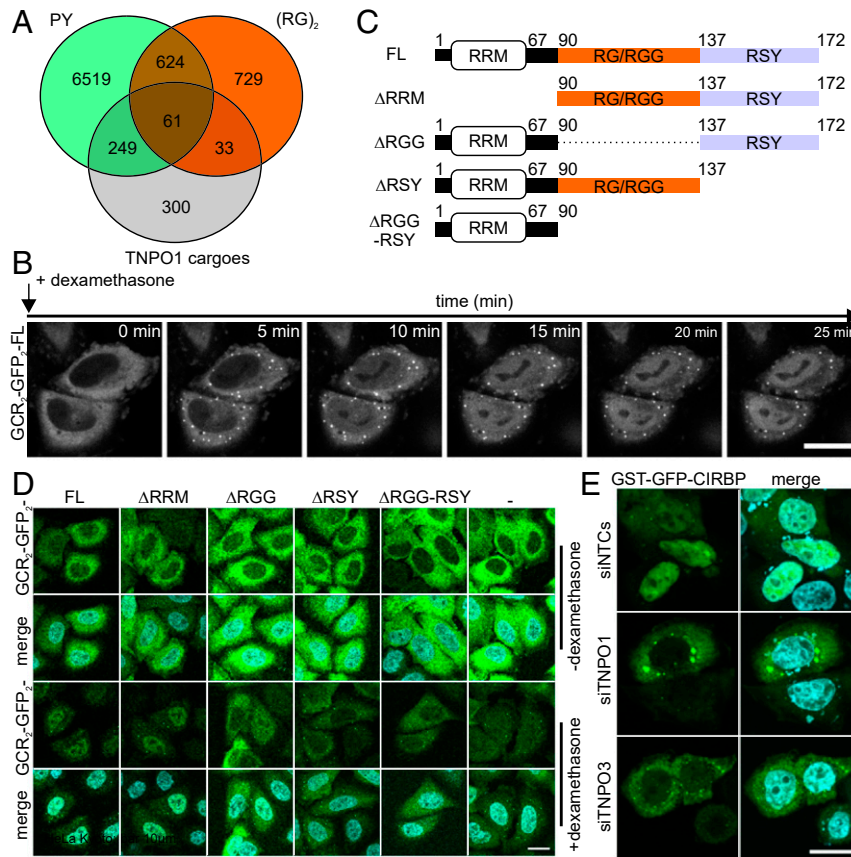 A
PY
(RG)2
6519
624
729
61
249
33
300
TNPO1 cargoes
C
1 67 90 137 172
FL RRM RG/RGG RSY
90 137 172
ΔRRM RG/RGG RSY
1 67 90 137 172
ΔRGG RRM RSY
1 67 90 137
ΔRSY RRM RG/RGG
1 67 90
ΔRGG
-RSY RRM
B
+ dexamethasone
time (min)
GCR2-GFP2-FL
0 min 5 min 10 min 15 min 20 min 25 min
D
FL ΔRRM ΔRGG ΔRSY ΔRGG-RSY -
GCR2-GFP2-
merge
-dexamethasone
GCR2-GFP2-
merge
+dexamethasone
E
GST-GFP-CIRBP merge
siNTCs
siTNPO1
siTNPO3